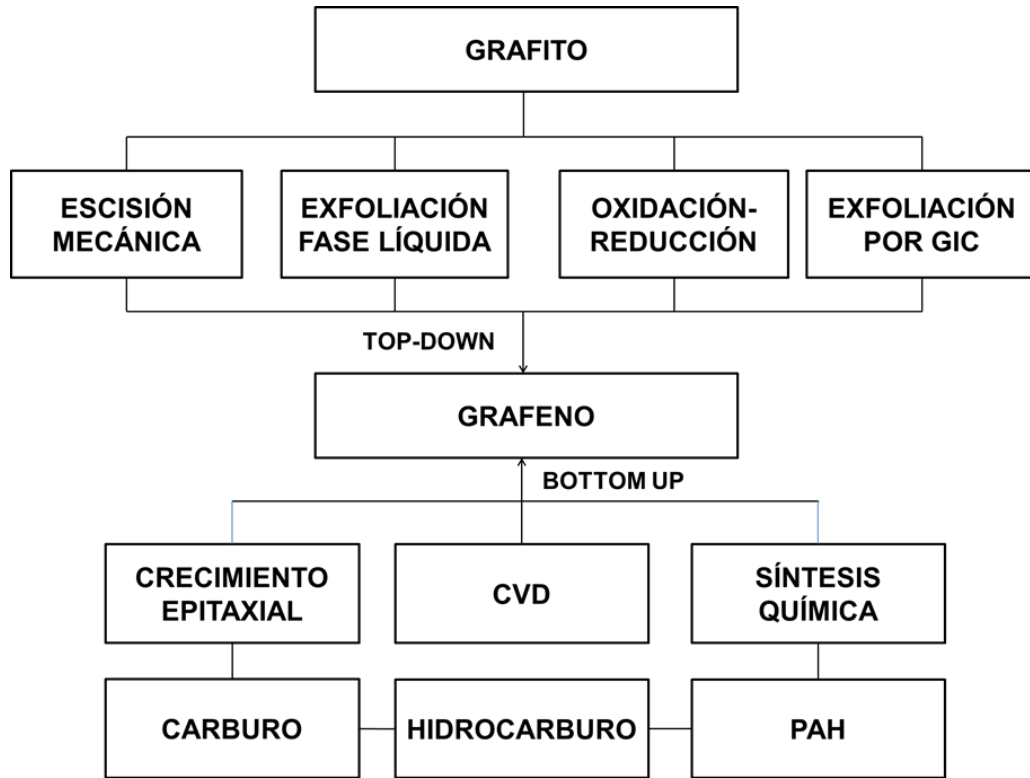 GRAFITO
ESCISIÓN
MECÁNICA
EXFOLIACIÓN
FASE LÍQUIDA
OXIDACIÓN-
REDUCCIÓN
EXFOLIACIÓN
POR GIC
TOP-DOWN
GRAFENO
BOTTOM UP
CRECIMIENTO
EPITAXIAL
CVD
SÍNTESIS
QUÍMICA
CARBURO
HIDROCARBURO
PAH